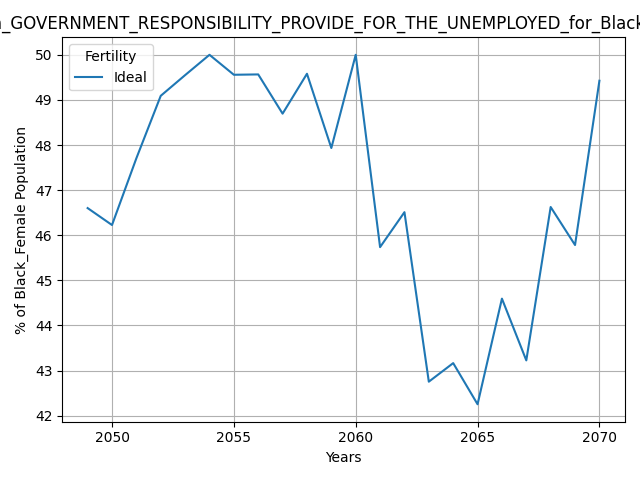 _GOVERNMENT_RESPONSIBILITY_PROVIDE_FOR_THE_UNEMPLOYED_for_Black
Fertility
Ideal
% of Black_Female Population
50
49
48
47
46
45
44
43
42
2050
2055
2060
2065
2070
Years